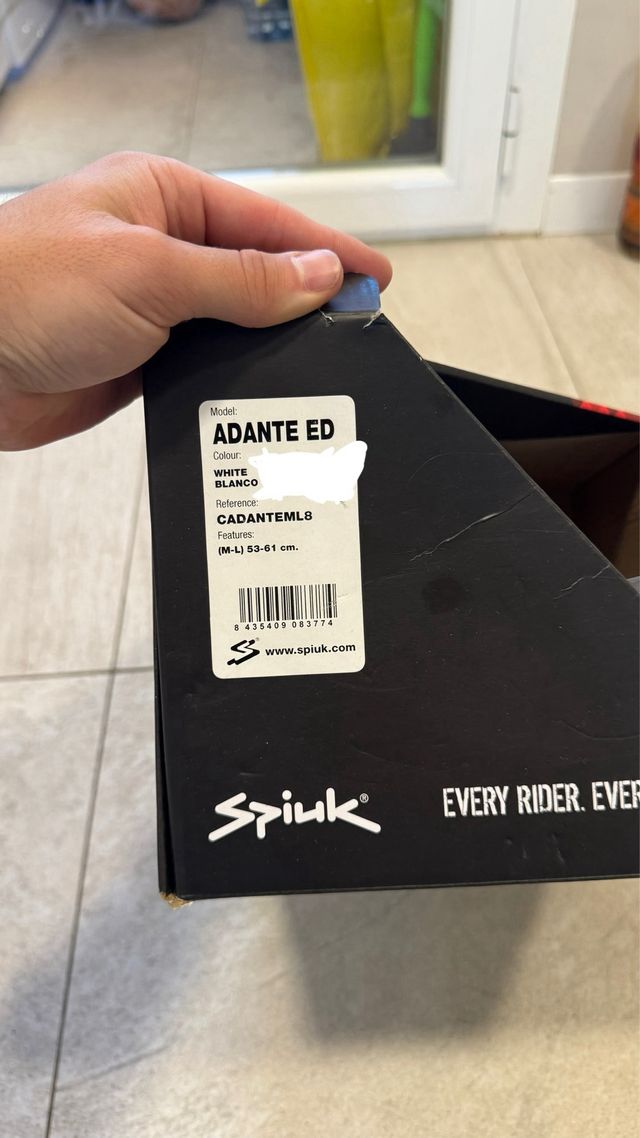 Model:
ADANTE ED
Colour:
WHITE
BLANCO
Reference:
CADANTEML8
Features:
(M-L) 53-61 cm.
8 435409 083774
www.spiuk.com
Spiuk®
EVERY RIDER. EVER